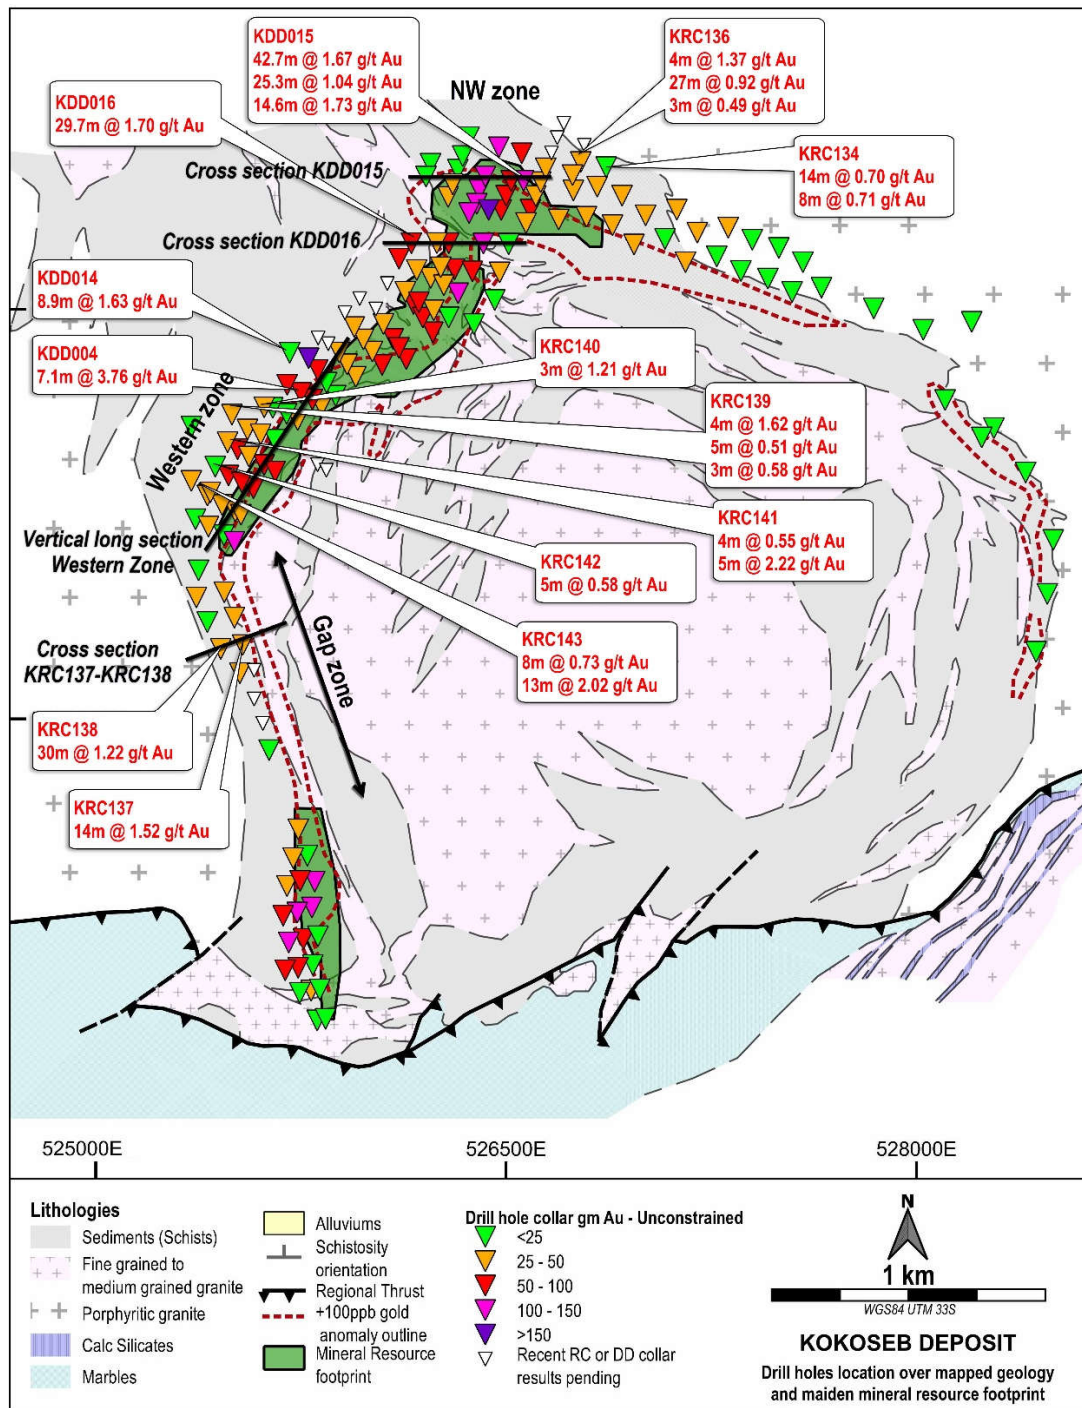 KDD015
42.7m @ 1.67 g/t Au
25.3m @ 1.04 g/t Au
14.6m @ 1.73 g/t Au
KRC136
4m @ 1.37 g/t Au
27m @ 0.92 g/t Au
3m @ 0.49 g/t Au
NW zone
KDD016
29.7m @ 1.70 g/t Au
KRC134
14m @ 0.70 g/t Au
8m @ 0.71 g/t Au
Cross section KDD015
Cross section KDD016
KDD014
8.9m @ 1.63 g/t Au
KDD004
7.1m @ 3.76 g/t Au
KRC140
3m @ 1.21 g/t Au
KRC139
4m @ 1.62 g/t Au
5m @ 0.51 g/t Au
3m @ 0.58 g/t Au
Western zone
KRC141
4m @ 0.55 g/t Au
5m @ 2.22 g/t Au
Vertical long section
Western Zone
KRC142
5m @ 0.58 g/t Au
Gap zone
KRC143
8m @ 0.73 g/t Au
13m @ 2.02 g/t Au
Cross section
KRC137-KRC138
KRC138
30m @ 1.22 g/t Au
KRC137
14m @ 1.52 g/t Au
525000E
526500E
528000E
Lithologies
Sediments (Schists)
Fine grained to
medium grained granite
Porphyritic granite
Calc Silicates
Marbles
Alluviums
Schistosity
orientation
Regional Thrust
+100ppb gold
anomaly outline
Mineral Resource
footprint
Drill hole collar gm Au - Unconstrained
<25
25 - 50
50 - 100
100 - 150
>150
Recent RC or DD collar
results pending
N
1 km
WGS84 UTM 33S
KOKOSEB DEPOSIT
Drill holes location over mapped geology
and maiden mineral resource footprint